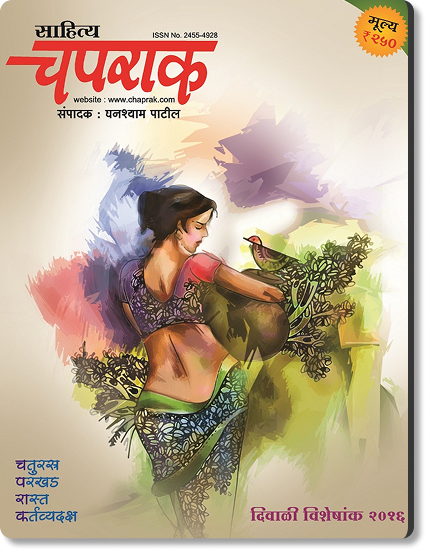 साहित्य
ISSN No. 2455-4928
चपराक
website : www.chaprak.com
संपादक : घनश्याम पाटील
मूल्य
₹२५०
चतुरस्र
परखड
रास्त
कर्तव्यदक्ष
दिवाळी विशेषांक २०१६